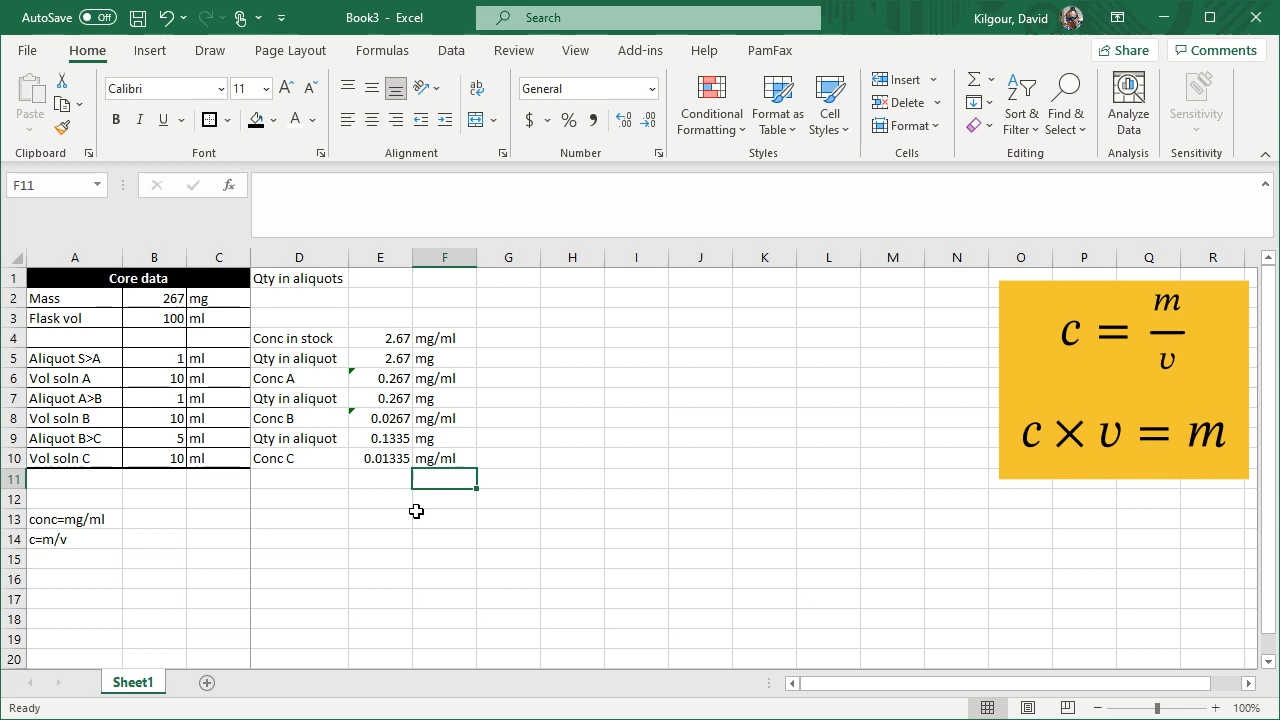 AutoSave Off Book3 - Excel Search Kilgour, David
File Home Insert Draw Page Layout Formulas Data Review View Add-ins Help PamFax Share Comments
Paste Calibri 11 A A ab General Conditional Formatting Format as Table Cell Styles Insert Delete Format Sort & Filter Find & Select Analyze Data Sensitivity
B I U A $ % 9
Clipboard Font Alignment Number Styles Cells Editing Analysis Sensitivity
F11 fx
A B C D E F G H I J K L M N O P Q R
1 Core data Qty in aliquots
2 Mass 267 mg
3 Flask vol 100 ml
4 Conc in stock 2.67 mg/ml
5 Aliquot S>A 1 ml Qty in aliquot 2.67 mg
6 Vol soln A 10 ml Conc A 0.267 mg/ml
7 Aliquot A>B 1 ml Qty in aliquot 0.267 mg
8 Vol soln B 10 ml Conc B 0.0267 mg/ml
9 Aliquot B>C 5 ml Qty in aliquot 0.1335 mg
10 Vol soln C 10 ml Conc C 0.01335 mg/ml
11
12
13 conc=mg/ml
14 c=m/v
15
16
17
18
19
20
c = m/v
c × v = m
Sheet1
Ready 100%